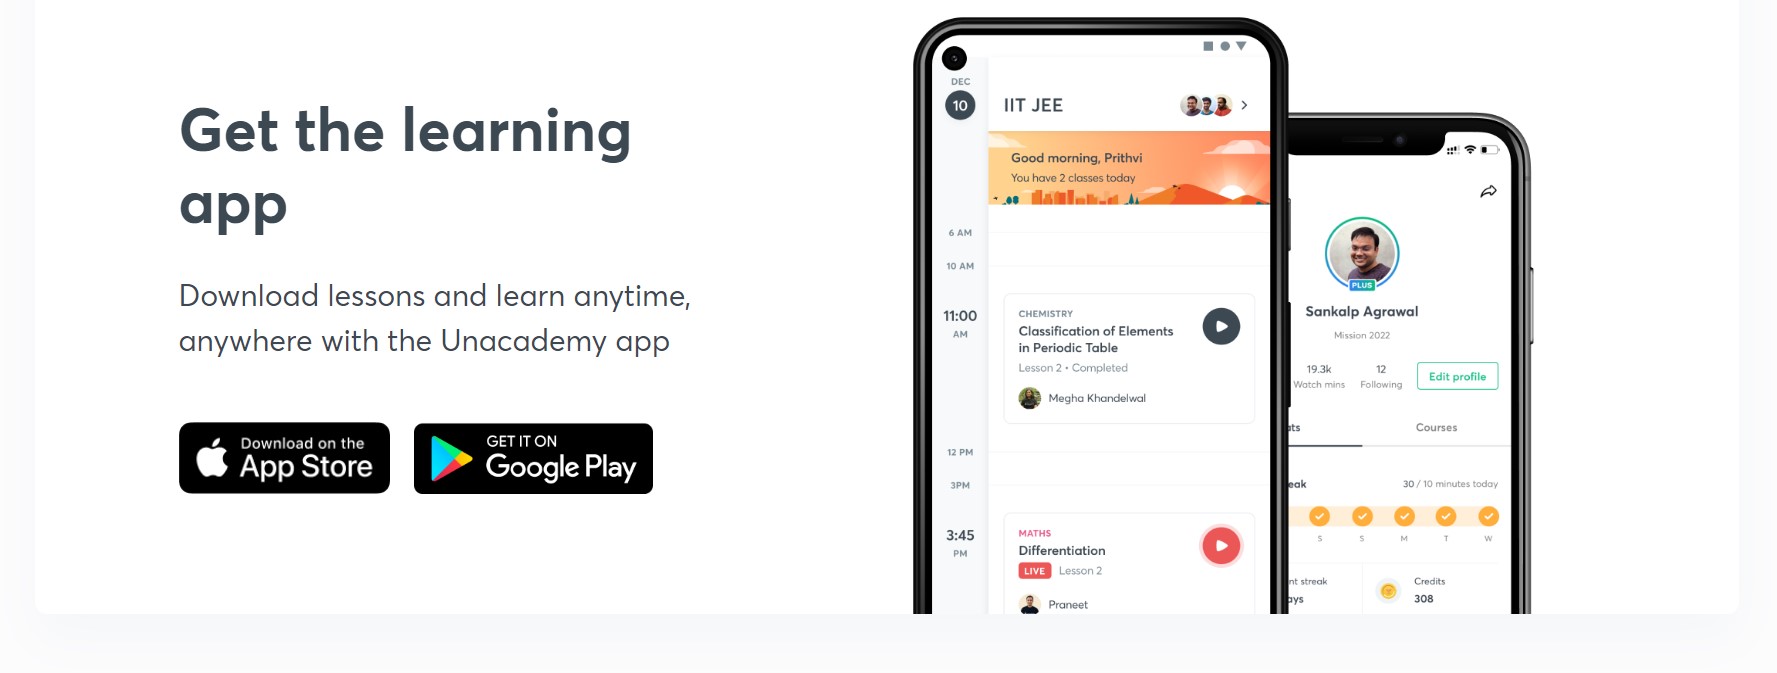 Get the learning
app
Download lessons and learn anytime,
anywhere with the Unacademy app
Download on the
App Store
GET IT ON
Google Play
DEC
10
IIT JEE
Good morning, Prithvi
You have 2 classes today
6 AM
10 AM
11:00
AM
CHEMISTRY
Classification of Elements
in Periodic Table
Lesson 2 • Completed
Megha Khandelwal
12 PM
3PM
3:45
PM
MATHS
Differentiation
LIVE Lesson 2
Praneet
PLUS
Sankalp Agrawal
Mission 2022
19.3k
Watch mins
12
Following
Edit profile
ats
Courses
eak
30 / 10 minutes today
S S M T W
nt streak
ays
Credits
308